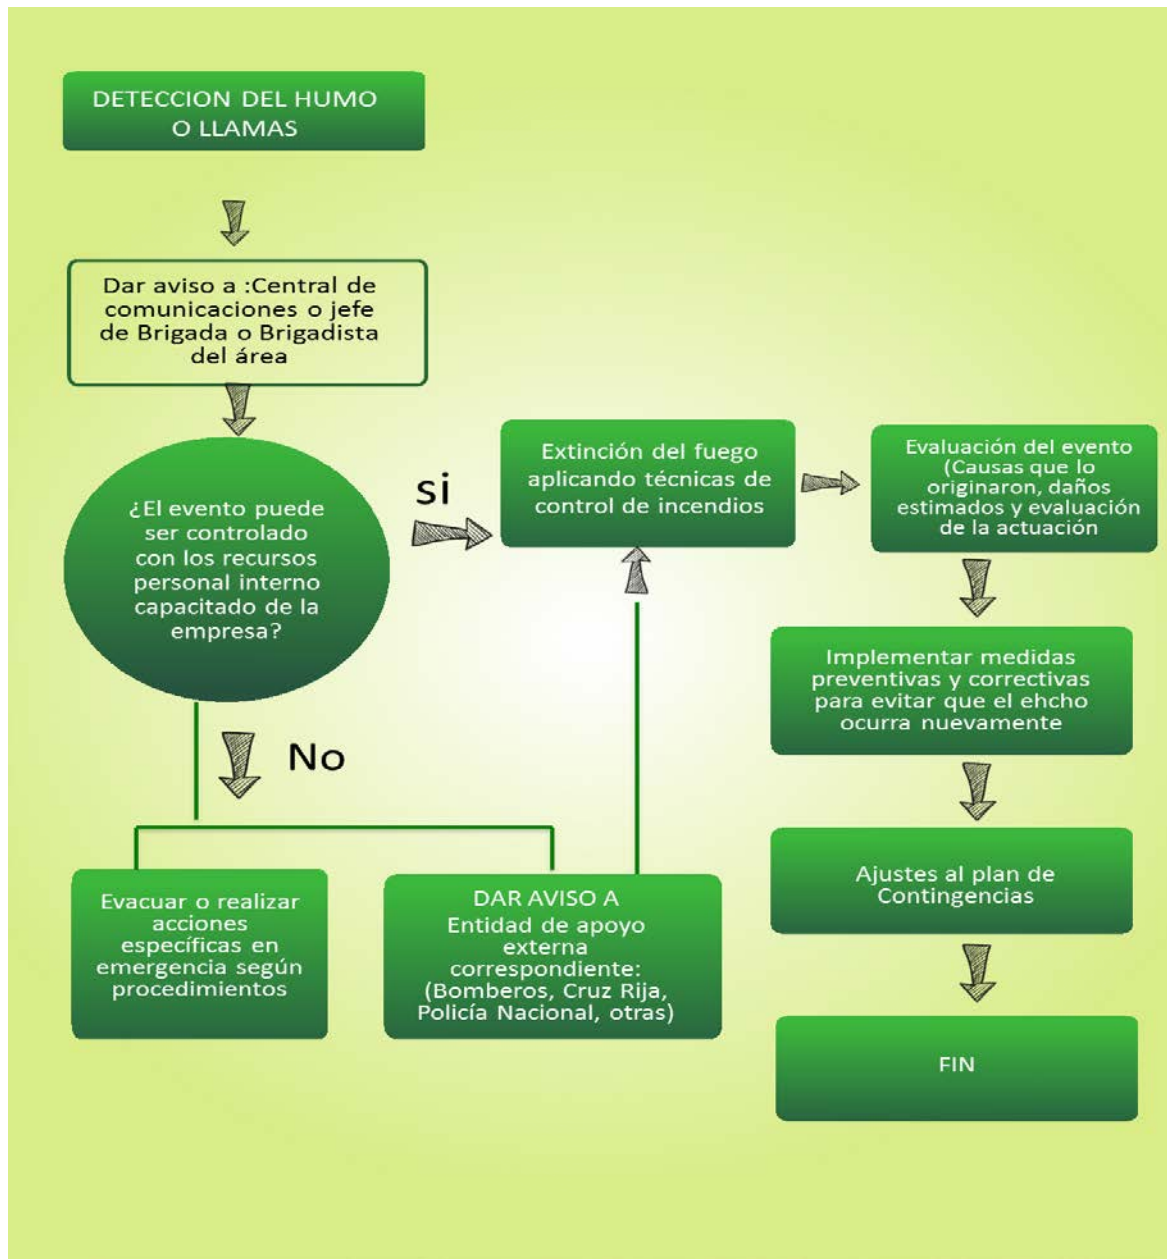 DETECCION DEL HUMO
O LLAMAS
Dar aviso a :Central de
comunicaciones o jefe
de Brigada o Brigadista
del área
¿El evento puede
ser controlado
con los recursos
personal interno
capacitado de la
empresa?
si
Extinción del fuego
aplicando técnicas de
control de incendios
Evaluación del evento
(Causas que lo
originaron, daños
estimados y evaluación
de la actuación
Implementar medidas
preventivas y correctivas
para evitar que el ehcho
ocurra nuevamente
No
Evacuar o realizar
acciones
específicas en
emergencia según
procedimientos
DAR AVISO A
Entidad de apoyo
externa
correspondiente:
(Bomberos, Cruz Rija,
Policía Nacional, otras)
Ajustes al plan de
Contingencias
FIN